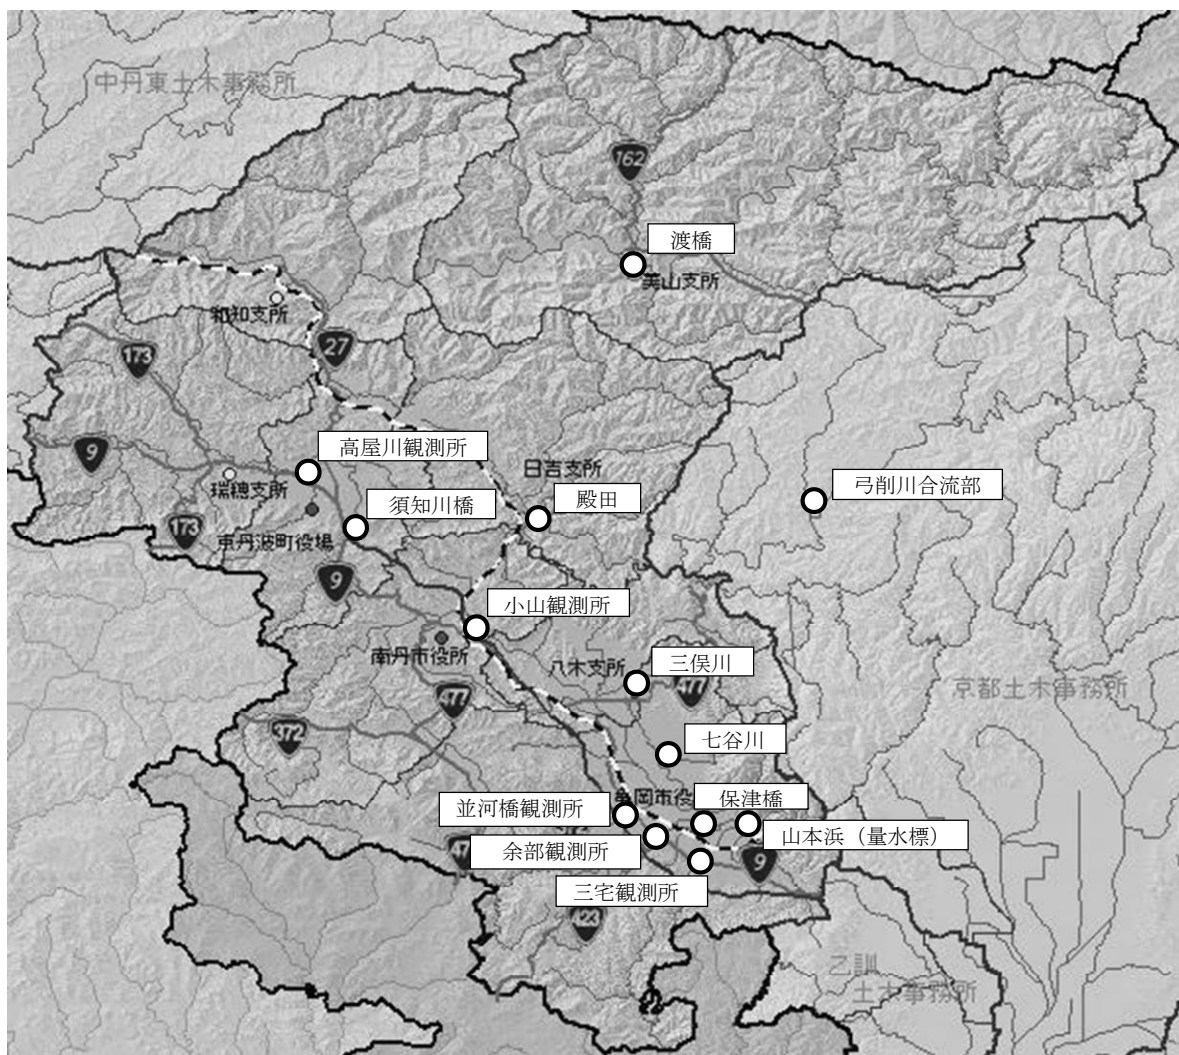 中丹東土木事務所
162
渡橋
美山支所
和知支所
27
173
高屋川観測所
9
日吉支所
瑞穂支所
弓削川合流部
須知川橋
殿田
173
京丹波町役場
9
小山観測所
南丹市役所
八木支所
三俣川
477
477
京都土木事務所
372
七谷川
亀岡市役
保津橋
並河橋観測所
山本浜（量水標）
余部観測所
9
三宅観測所
423
乙訓
土木事務所